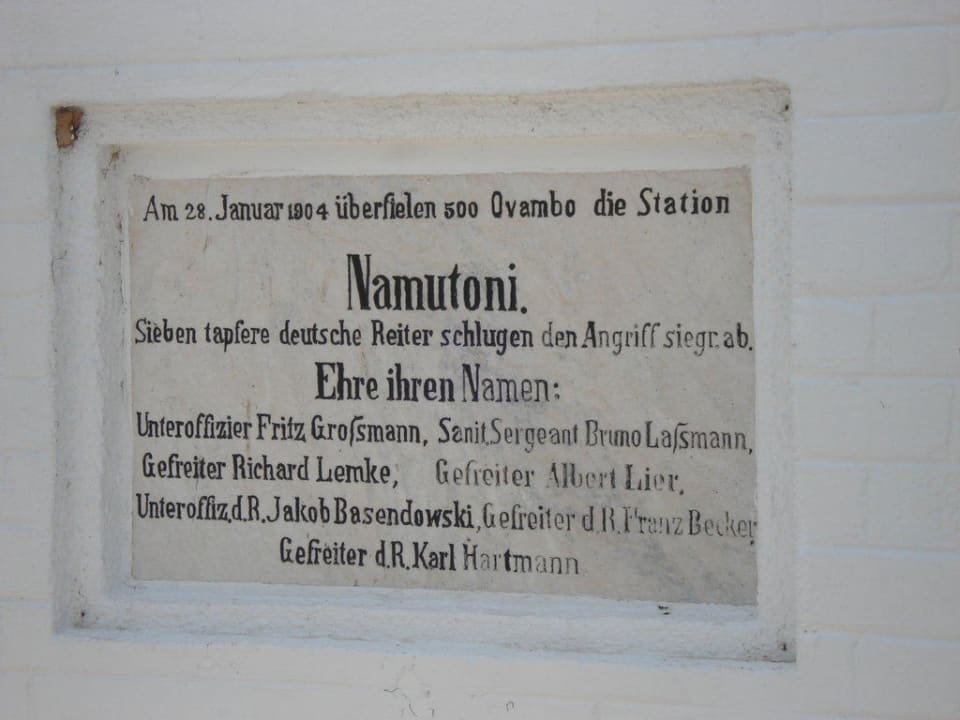 Am 28. Januar 1904 überfielen 500 Ovambo die Station
Namutoni.
Sieben tapfere deutsche Reiter schlugen den Angriff siegr. ab.
Ehre ihren Namen:
Unteroffizier Fritz Groſsmann, Sanit. Sergeant Bruno Laſsmann,
Gefreiter Richard Lemke, Gefreiter Albert Lier,
Unteroffiz. d.R. Jakob Basendowski, Gefreiter d.R. Franz Becker,
Gefreiter d.R. Karl Hartmann